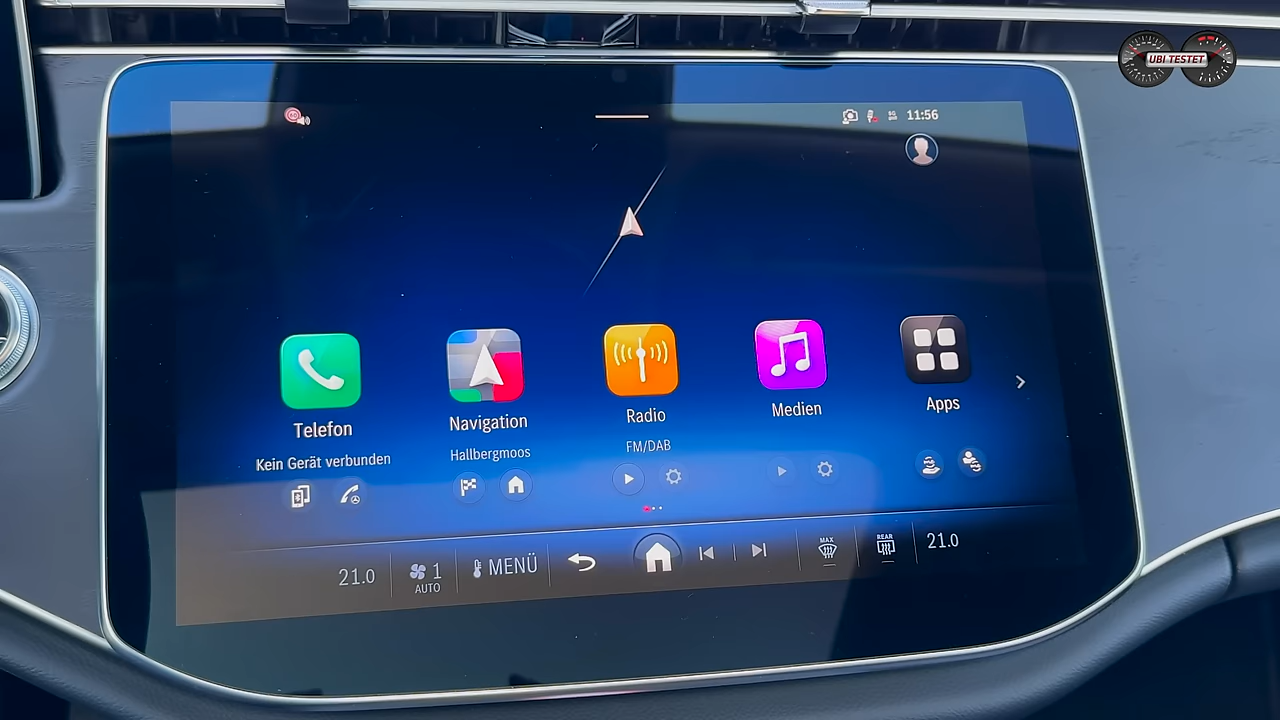 UBI TESTET
11:56
Telefon
Kein Gerät verbunden
Navigation
Hallbergmoos
Radio
FM/DAB
Medien
Apps
21.0
1
AUTO
MENÜ
MAX
REAR
21.0